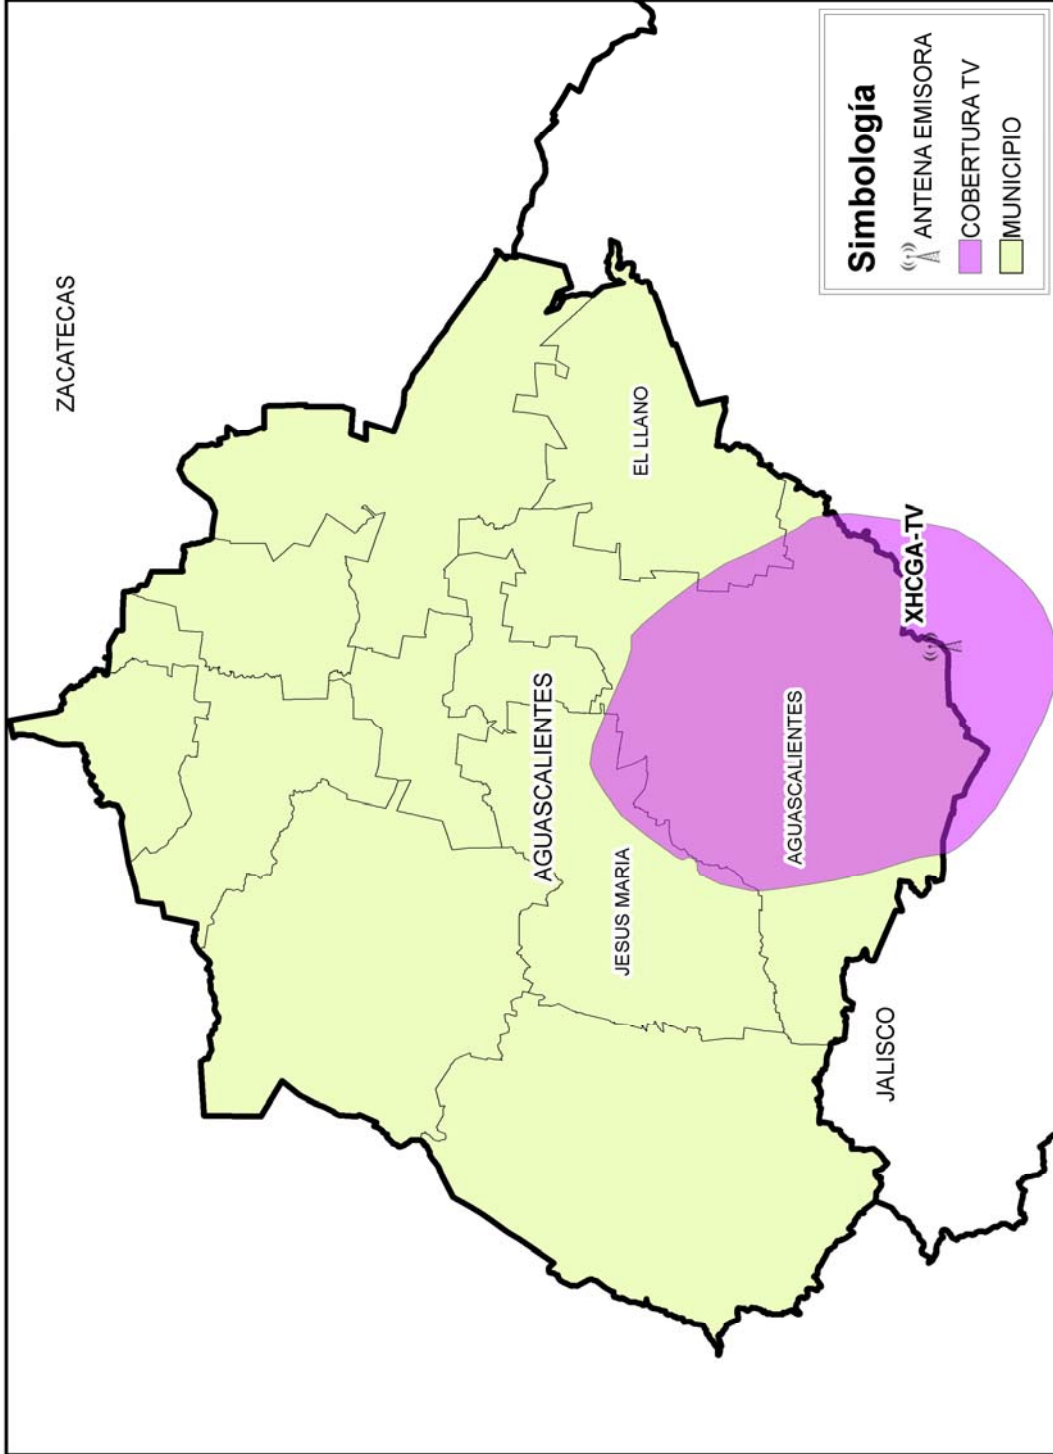 ZACATECAS
AGUASCALIENTES
EL LLANO
JESUS MARIA
AGUASCALIENTES
XHCGA-TV
JALISCO
Simbología
ANTENA EMISORA
COBERTURA TV
MUNICIPIO